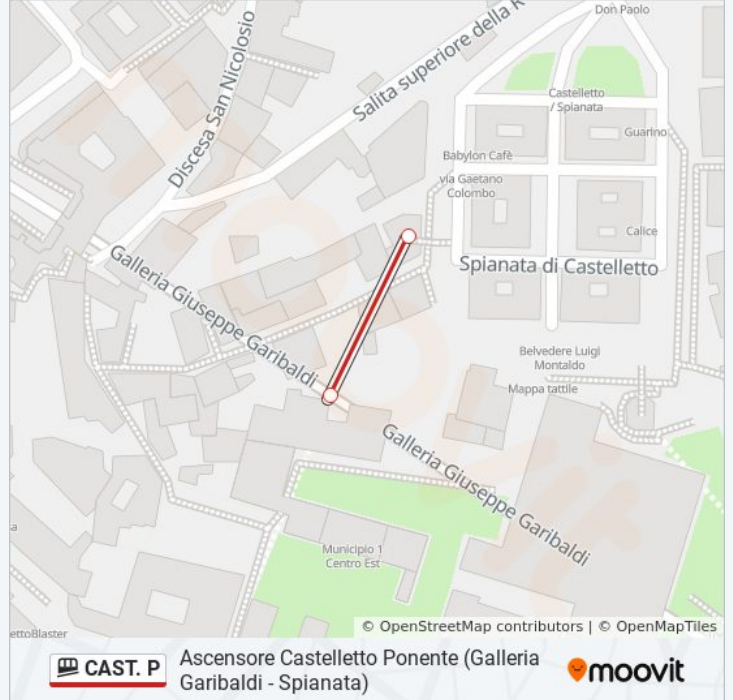 Don Paolo
Discesa San Nicolosio
Salita superiore della R
Castelletto
/ Spianata
Guarino
Babylon Cafè
via Gaetano
Colombo
Calice
Galleria Giuseppe Garibaldi
Spianata di Castelletto
Belvedere Luigi
Montaldo
Mappa tattile
Galleria Giuseppe Garibaldi
a
Municipio 1
Centro Est
ettoBlaster
© OpenStreetMap contributors | © OpenMapTiles
CAST. P
Ascensore Castelletto Ponente (Galleria
Garibaldi - Spianata)
moovit